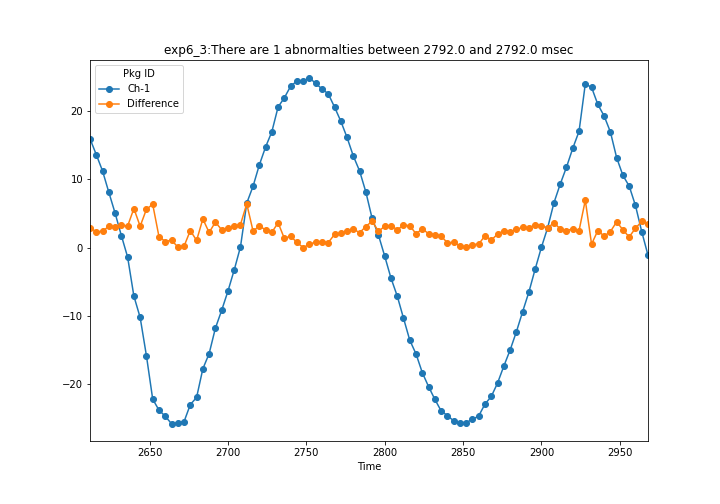 exp6_3:There are 1 abnormalties between 2792.0 and 2792.0 msec
Pkg ID
Ch-1
Difference
20
10
0
−10
−20
2650 2700 2750 2800 2850 2900 2950
Time